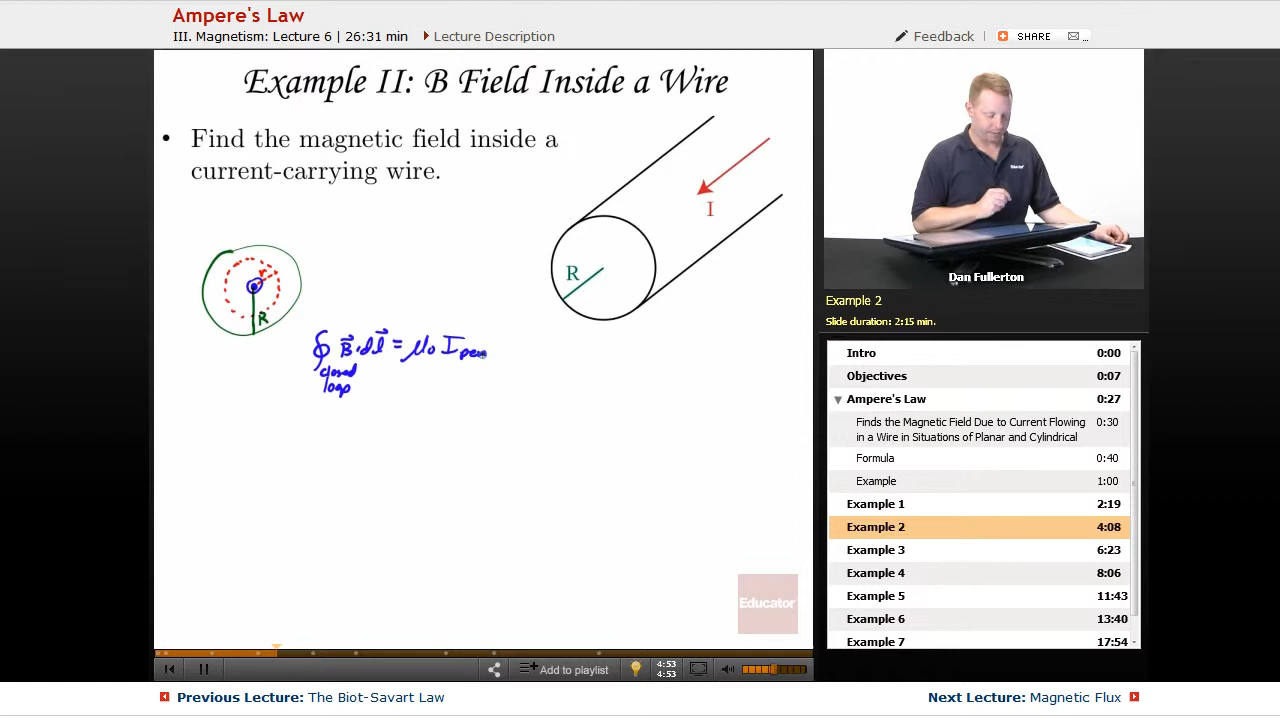 Ampere's Law
III. Magnetism: Lecture 6 | 26:31 min
Lecture Description
Feedback
SHARE
Example II: B Field Inside a Wire
• Find the magnetic field inside a
current-carrying wire.
I
R
r
R
∮ B⃗ · dl⃗ = μ₀ I
closed
loop
Educator
Dan Fullerton
Example 2
Slide duration: 2:15 min.
Intro 0:00
Objectives 0:07
Ampere's Law 0:27
Finds the Magnetic Field Due to Current Flowing 0:30
in a Wire in Situations of Planar and Cylindrical
Formula 0:40
Example 1:00
Example 1 2:19
Example 2 4:08
Example 3 6:23
Example 4 8:06
Example 5 11:43
Example 6 13:40
Example 7 17:54
Add to playlist
4:53
4:53
Previous Lecture: The Biot-Savart Law
Next Lecture: Magnetic Flux